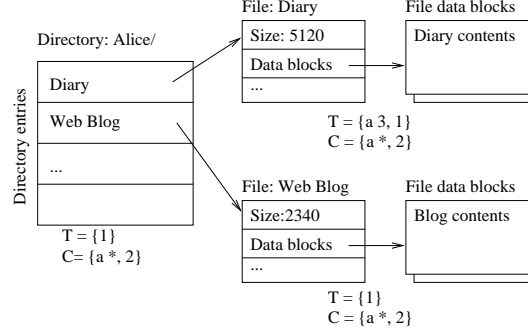 Directory: Alice/
Directory entries
Diary
Web Blog
...
T = {1}
C= {a *, 2}
File: Diary
Size: 5120
Data blocks
...
T = {a 3, 1}
C = {a *, 2}
File data blocks
Diary contents
File: Web Blog
Size:2340
Data blocks
...
T = {1}
C = {a *, 2}
File data blocks
Blog contents